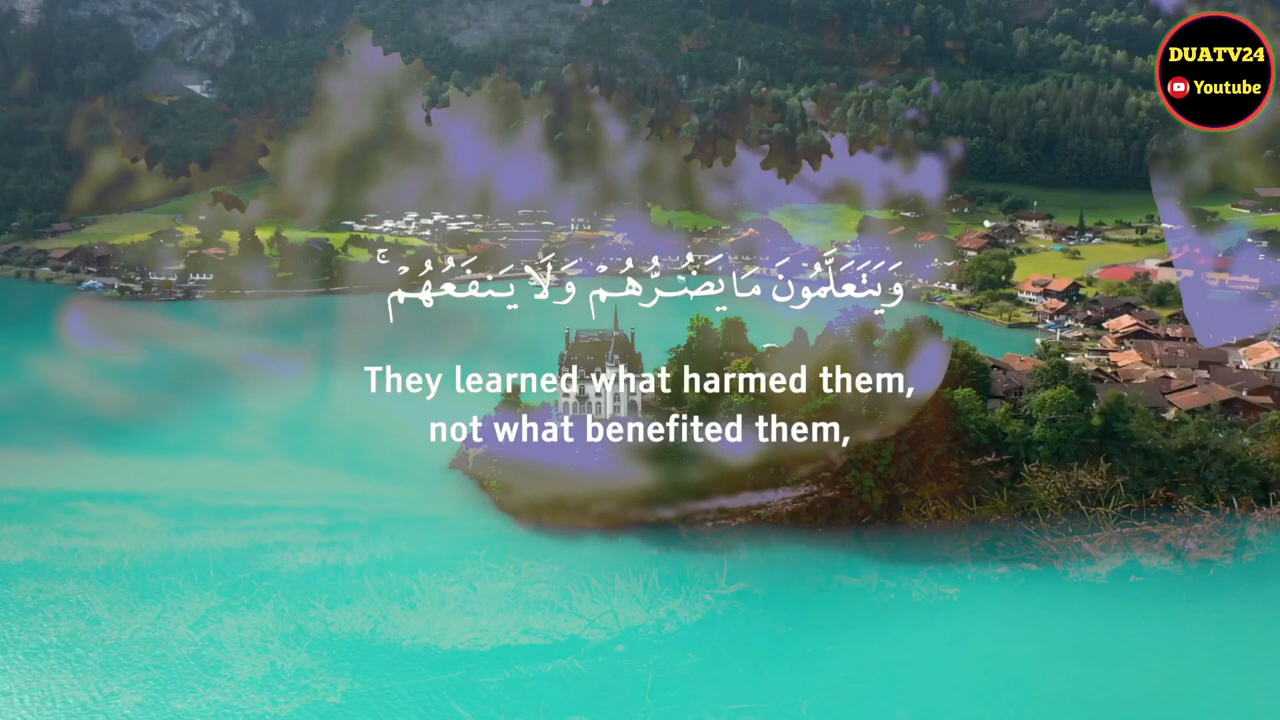 DUATV24
Youtube
وَيَتَعَلَّمُونَ مَا يَضُرُّهُمْ وَلَا يَنفَعُهُمْ ۚ
They learned what harmed them,
not what benefited them,